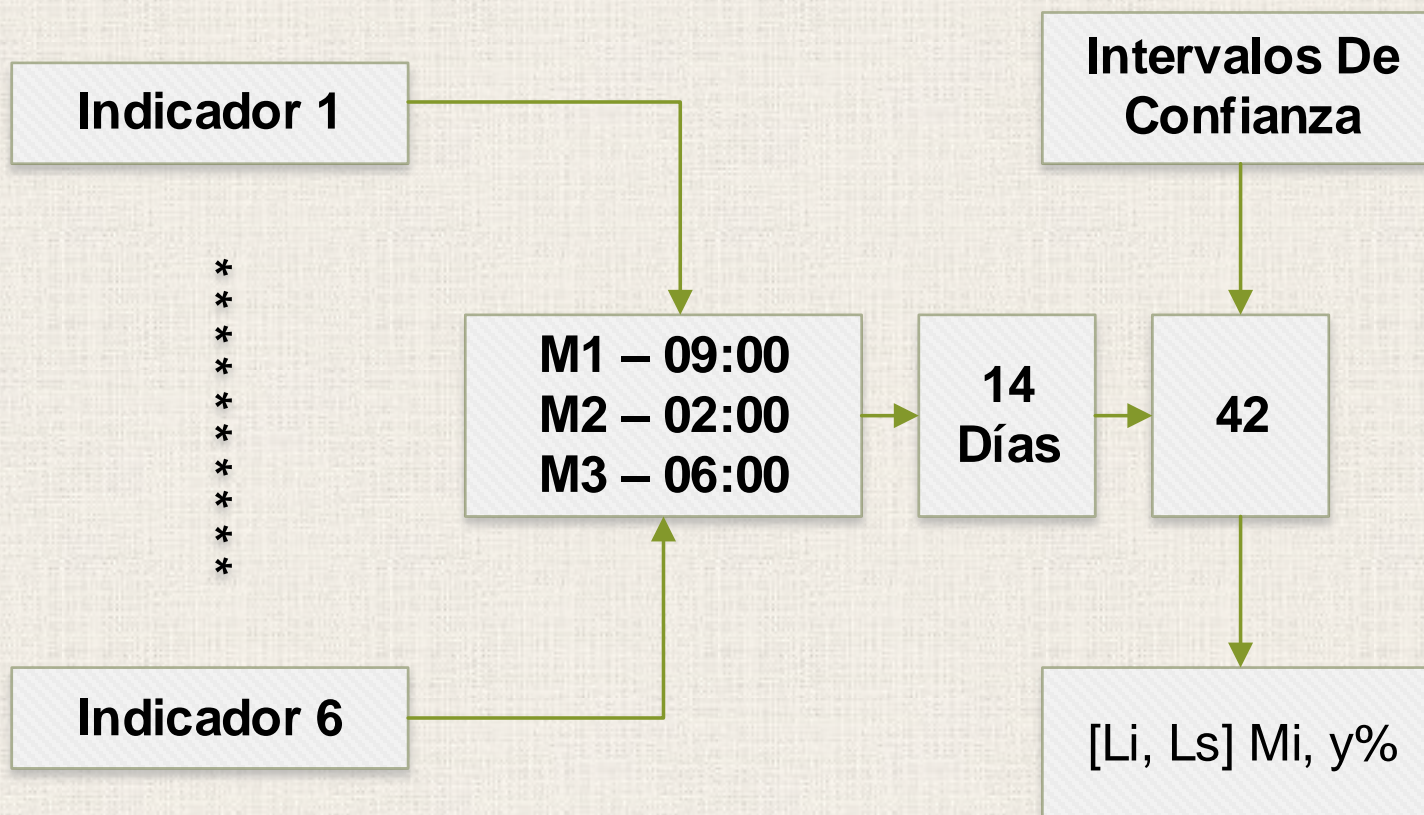 Indicador 1
*
*
*
*
*
*
*
*
*
*
Indicador 6
M1 – 09:00
M2 – 02:00
M3 – 06:00
14
Días
Intervalos De
Confianza
42
[Li, Ls] Mi, y%